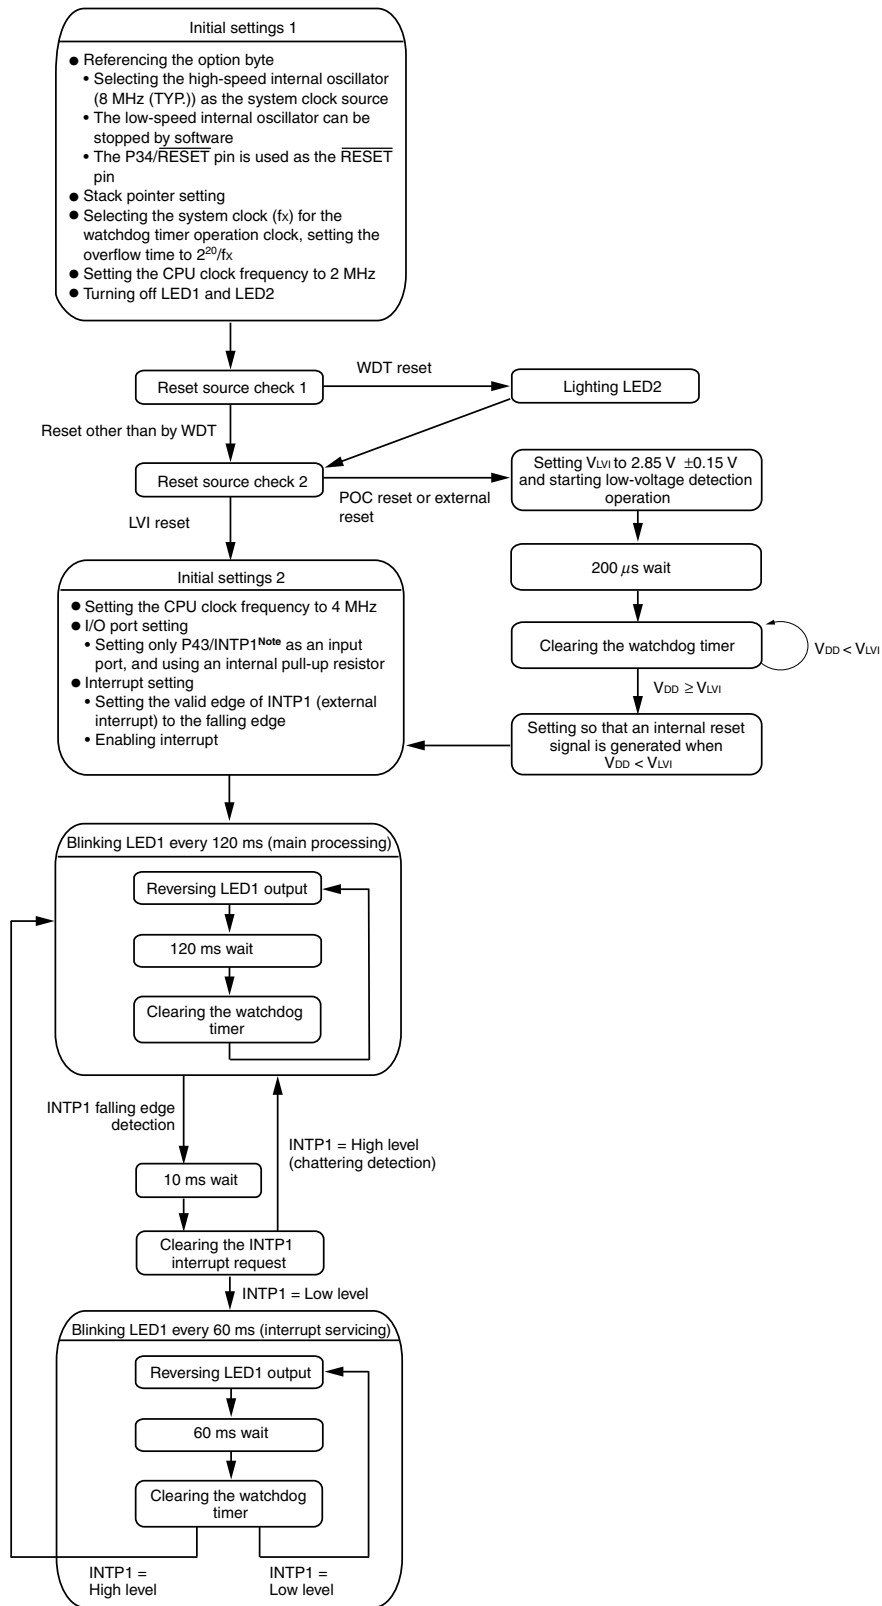 Initial settings 1
● Referencing the option byte
• Selecting the high-speed internal oscillator
(8 MHz (TYP.)) as the system clock source
• The low-speed internal oscillator can be
stopped by software
• The P34/RESET pin is used as the RESET
pin
● Stack pointer setting
● Selecting the system clock (fx) for the
watchdog timer operation clock, setting the
overflow time to 2^20/fx
● Setting the CPU clock frequency to 2 MHz
● Turning off LED1 and LED2
Reset source check 1
WDT reset
Lighting LED2
Reset other than by WDT
Reset source check 2
POC reset or external
reset
Setting VLVI to 2.85 V ±0.15 V
and starting low-voltage detection
operation
LVI reset
200 μs wait
Clearing the watchdog timer
VDD < VLVI
VDD ≥ VLVI
Setting so that an internal reset
signal is generated when
VDD < VLVI
Initial settings 2
● Setting the CPU clock frequency to 4 MHz
● I/O port setting
• Setting only P43/INTP1Note as an input
port, and using an internal pull-up resistor
● Interrupt setting
• Setting the valid edge of INTP1 (external
interrupt) to the falling edge
• Enabling interrupt
Blinking LED1 every 120 ms (main processing)
Reversing LED1 output
120 ms wait
Clearing the watchdog
timer
INTP1 falling edge
detection
INTP1 = High level
(chattering detection)
10 ms wait
Clearing the INTP1
interrupt request
INTP1 = Low level
Blinking LED1 every 60 ms (interrupt servicing)
Reversing LED1 output
60 ms wait
Clearing the watchdog
timer
INTP1 =
High level
INTP1 =
Low level